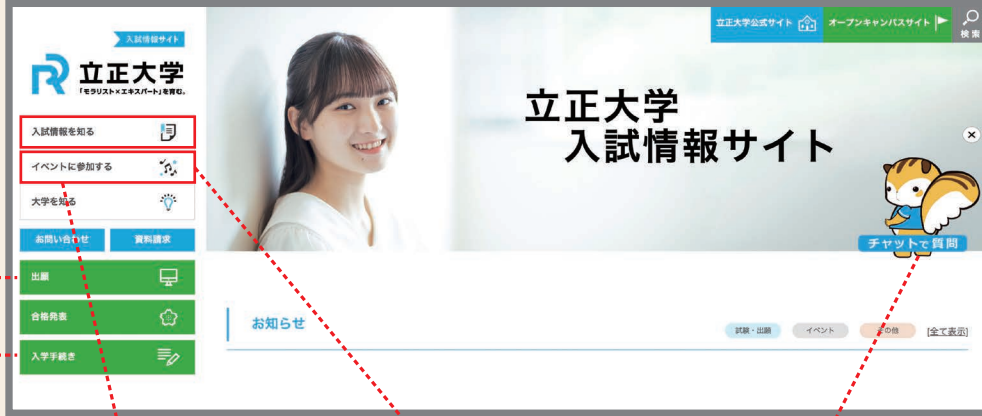 立正大学公式サイト
オープンキャンパスサイト
検索
入試情報サイト
立正大学
「モラリスト×エキスパート」を育む。
入試情報を知る
イベントに参加する
大学を知る
お問い合わせ
資料請求
出願
合格発表
入学手続き
立正大学
入試情報サイト
×
チャットで質問
お知らせ
試験・出願
イベント
その他
[全て表示]